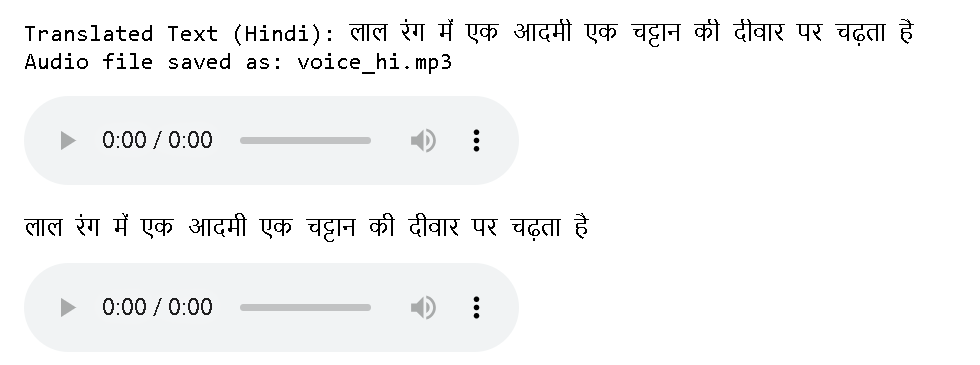 Translated Text (Hindi): लाल रंग में एक आदमी एक चट्टान की दीवार पर चढ़ता है
Audio file saved as: voice_hi.mp3
0:00 / 0:00
लाल रंग में एक आदमी एक चट्टान की दीवार पर चढ़ता है
0:00 / 0:00